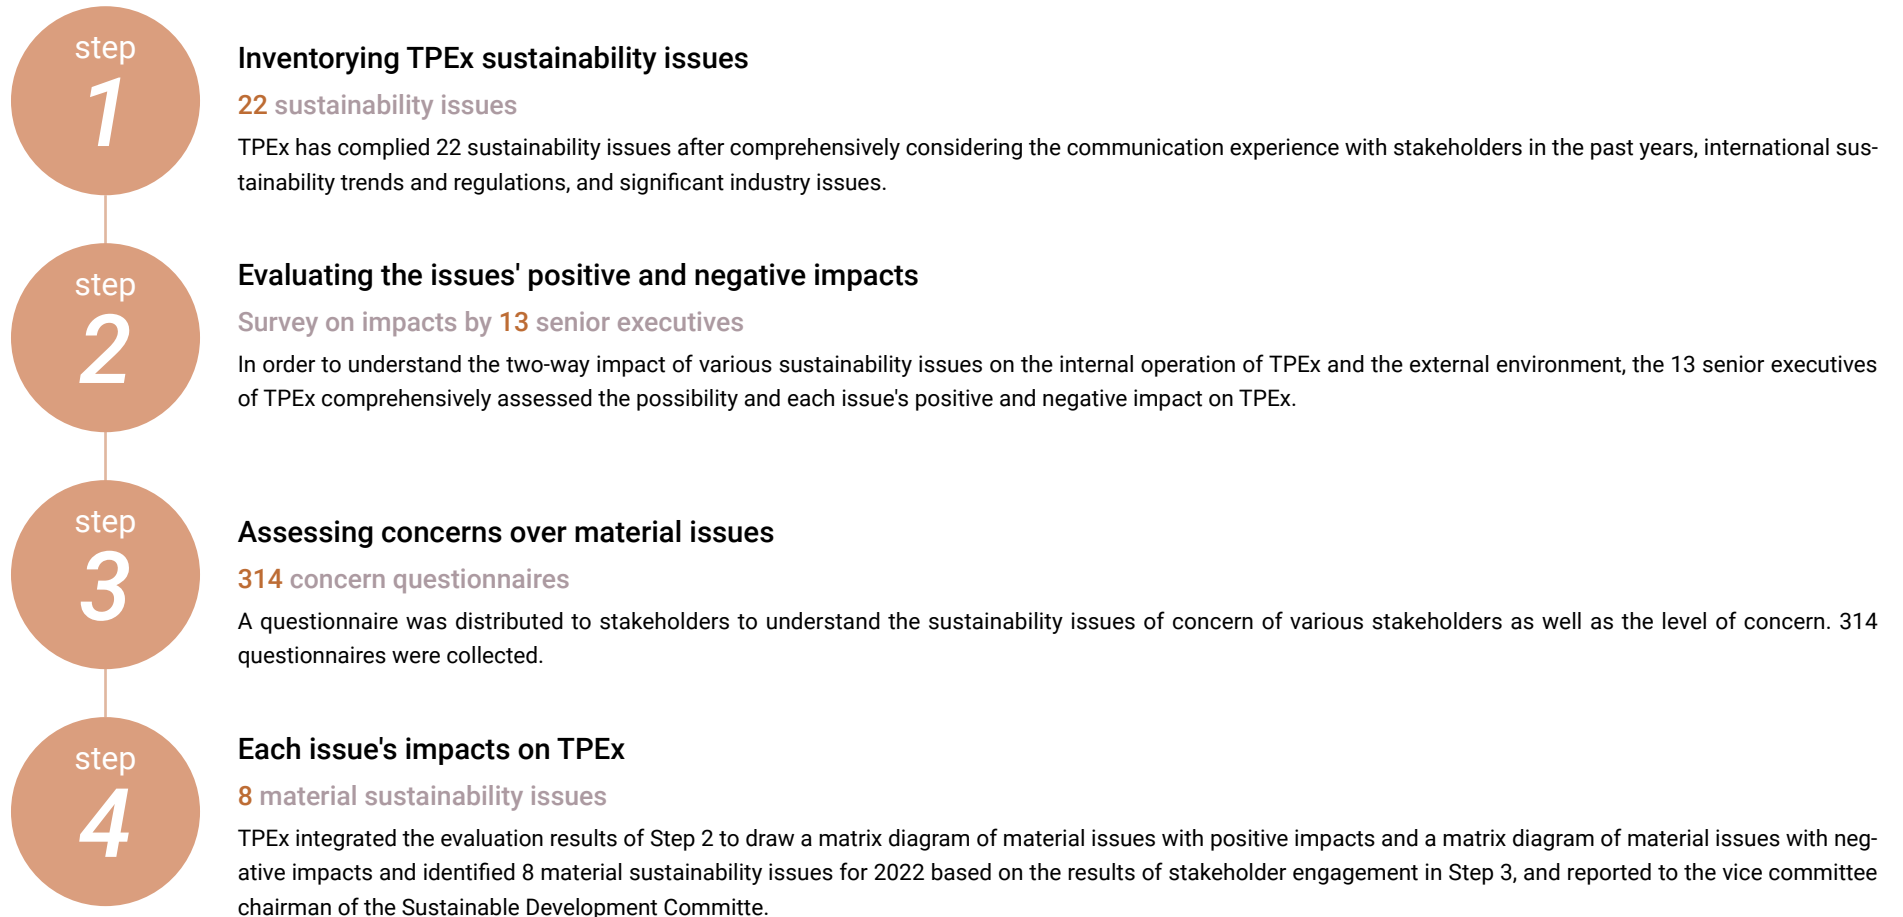 step
1
Inventorying TPEx sustainability issues
22 sustainability issues
TPEx has complied 22 sustainability issues after comprehensively considering the communication experience with stakeholders in the past years, international sus-
tainability trends and regulations, and significant industry issues.
step
2
Evaluating the issues' positive and negative impacts
Survey on impacts by 13 senior executives
In order to understand the two-way impact of various sustainability issues on the internal operation of TPEx and the external environment, the 13 senior executives
of TPEx comprehensively assessed the possibility and each issue's positive and negative impact on TPEx.
step
3
Assessing concerns over material issues
314 concern questionnaires
A questionnaire was distributed to stakeholders to understand the sustainability issues of concern of various stakeholders as well as the level of concern. 314
questionnaires were collected.
step
4
Each issue's impacts on TPEx
8 material sustainability issues
TPEx integrated the evaluation results of Step 2 to draw a matrix diagram of material issues with positive impacts and a matrix diagram of material issues with neg-
ative impacts and identified 8 material sustainability issues for 2022 based on the results of stakeholder engagement in Step 3, and reported to the vice committee
chairman of the Sustainable Development Committe.